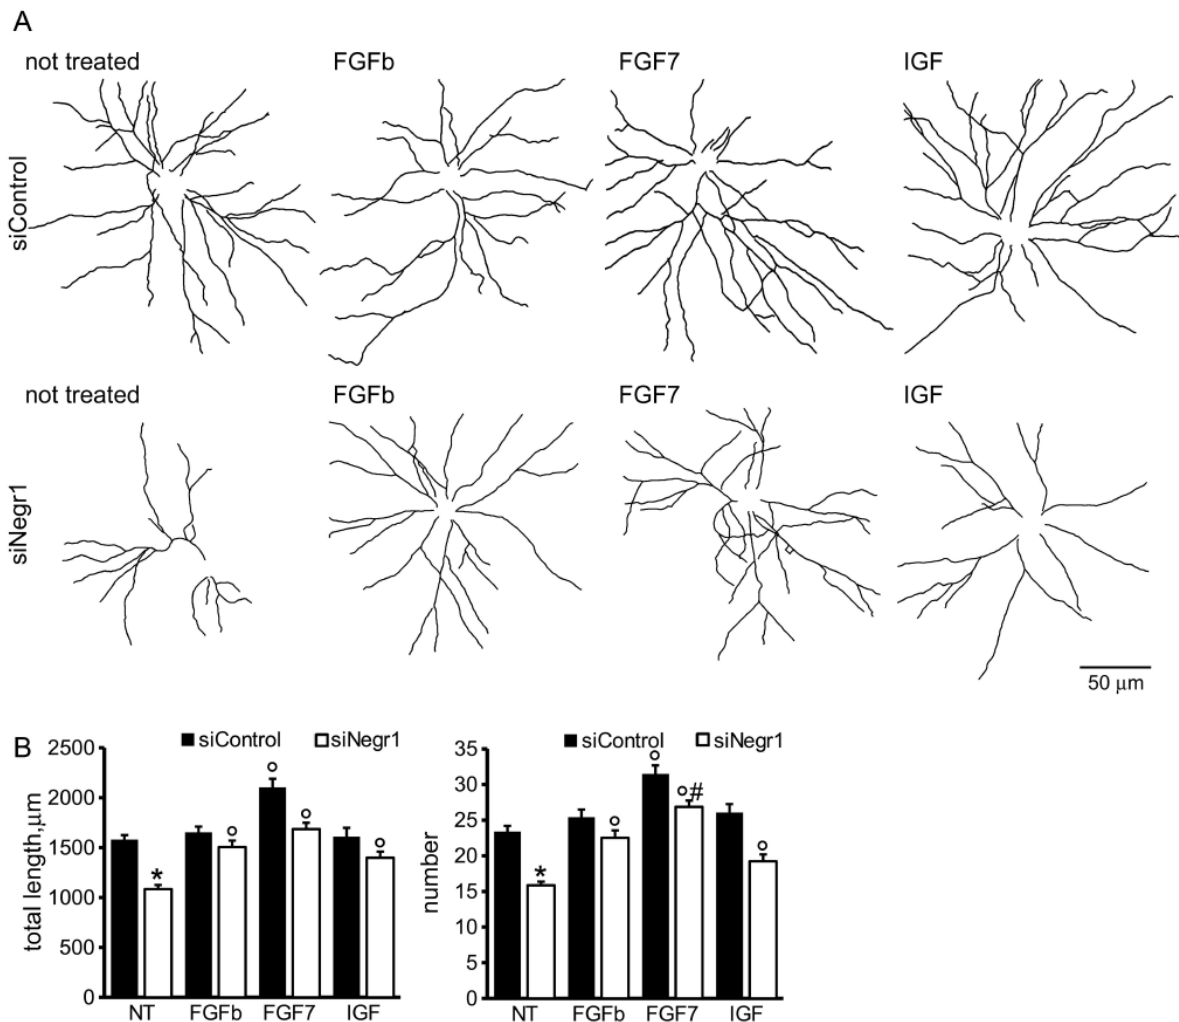 A
not treated FGFb FGF7 IGF
siControl
not treated FGFb FGF7 IGF
siNegr1
50 µm
B
siControl siNegr1
total length,µm
2500
2000
1500
1000
500
0
*
°
°
°
°
°
NT FGFb FGF7 IGF
siControl siNegr1
number
35
30
25
20
15
10
5
0
*
°
°
°#
°
NT FGFb FGF7 IGF